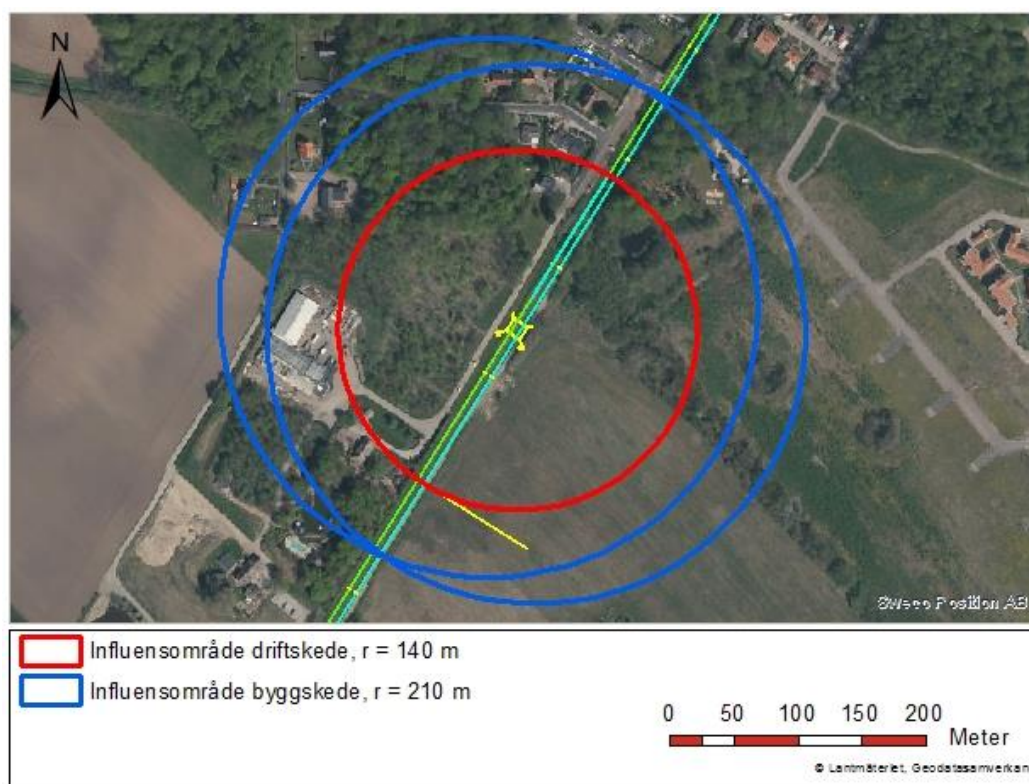 N
Sweco Position AB
Influensområde driftskede, r = 140 m
Influensområde byggskede, r = 210 m
0 50 100 150 200
Meter
© Lantmäteriet, Geodatasamverkan